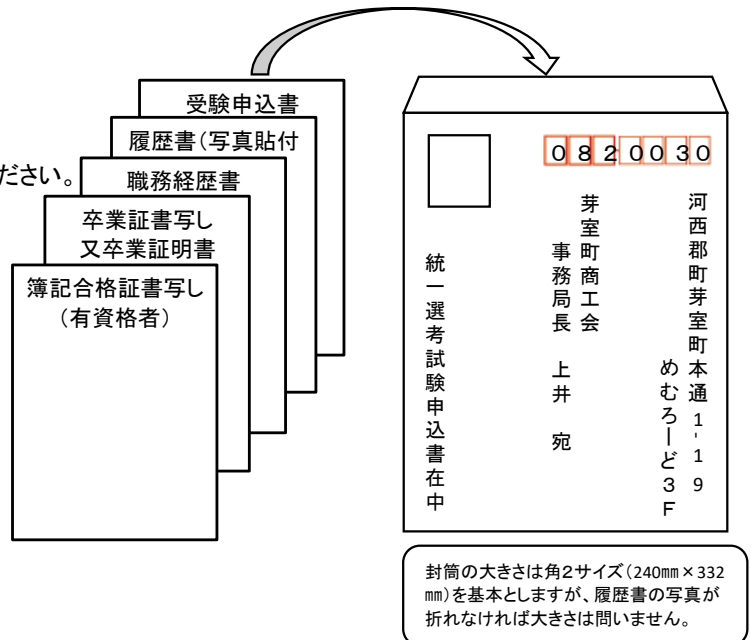 受験申込書
履歴書(写真貼付
ださい。
職務経歴書
卒業証書写し
又卒業証明書
簿記合格証書写し
(有資格者)
0820030
河西郡町芽室町本通1-19
めむろーど3F
芽室町商工会
事務局長 上井 宛
統一選考試験申込書在中
封筒の大きさは角2サイズ(240㎜×332
㎜)を基本としますが、履歴書の写真が
折れなければ大きさは問いません。